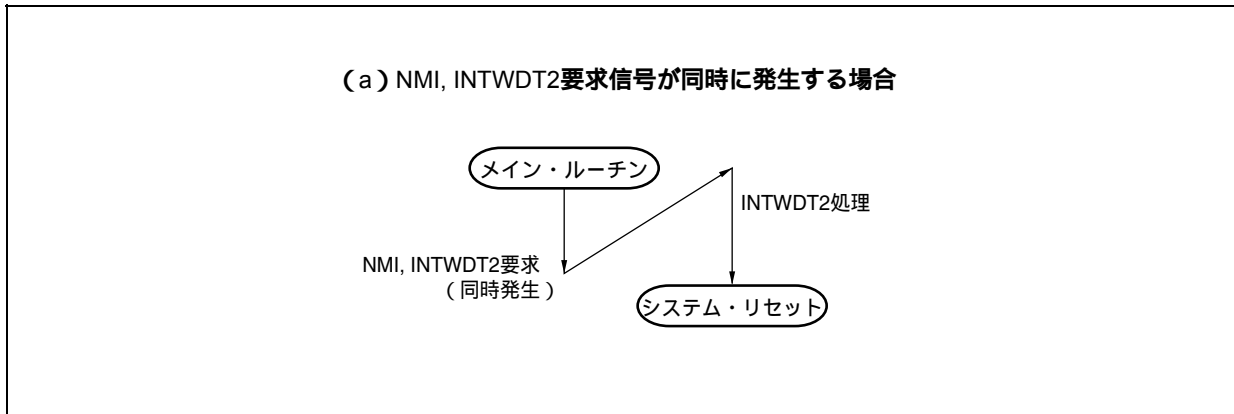 (a)NMI, INTWDT2要求信号が同時に発生する場合
メイン・ルーチン
INTWDT2処理
NMI, INTWDT2要求
(同時発生)
システム・リセット